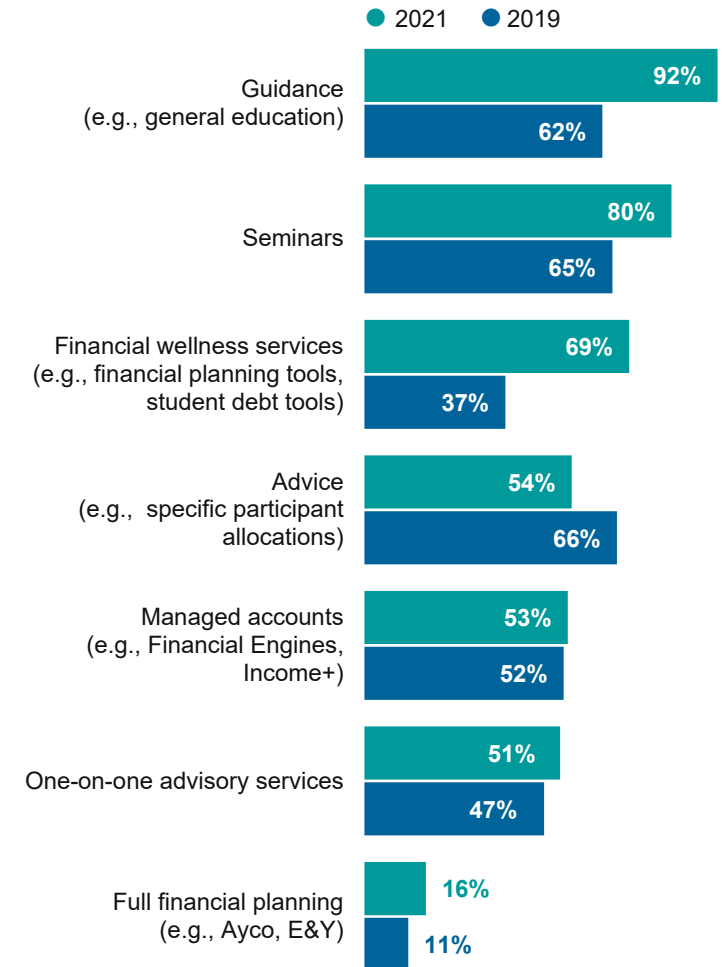 2021 2019
Guidance
(e.g., general education)
92%
62%
Seminars
80%
65%
Financial wellness services
(e.g., financial planning tools,
student debt tools)
69%
37%
Advice
(e.g.,  specific participant
allocations)
54%
66%
Managed accounts
(e.g., Financial Engines,
Income+)
53%
52%
One-on-one advisory services
51%
47%
Full financial planning
(e.g., Ayco, E&Y)
16%
11%